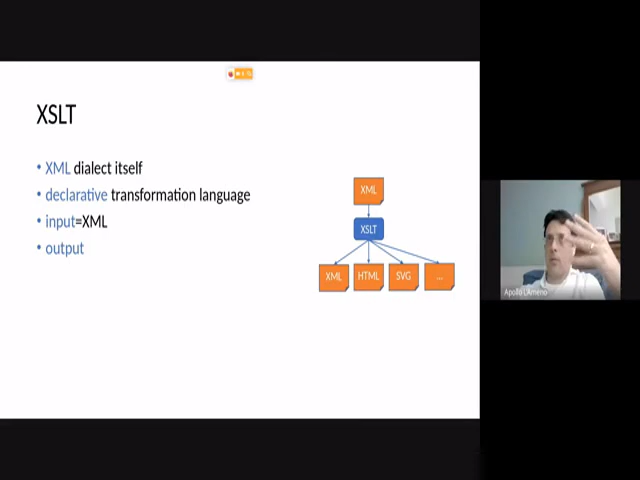 XSLT
• XML dialect itself
• declarative transformation language
• input=XML
• output
XML
XSLT
XML HTML SVG ...